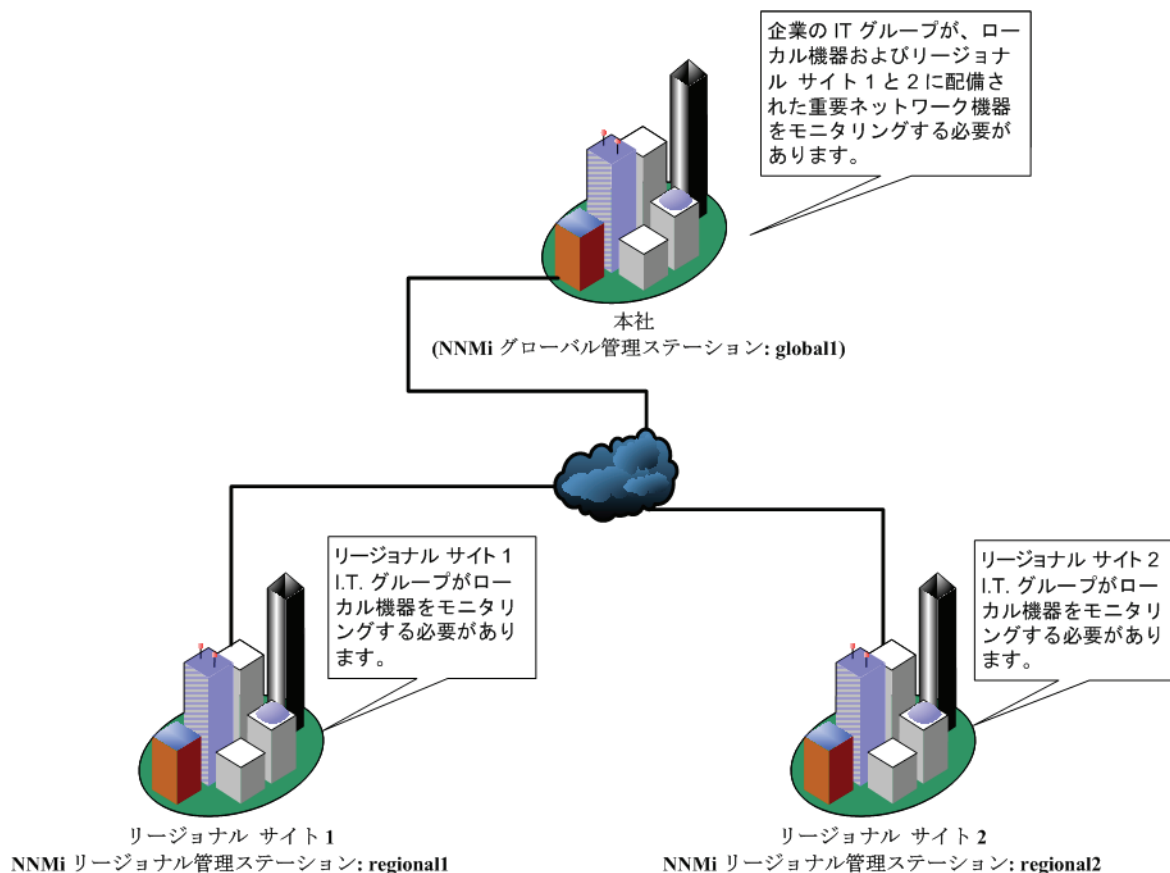 企業の IT グループが、ロー
カル機器およびリージョナ
ル サイト 1 と 2 に配備さ
れた重要ネットワーク機器
をモニタリングする必要が
あります。
本社
(NNMi グローバル管理ステーション: global1)
リージョナル サイト 1
I.T. グループがロー
カル機器をモニタリ
ングする必要があり
ます。
リージョナル サイト 2
I.T. グループがロー
カル機器をモニタリ
ングする必要があり
ます。
リージョナル サイト 1
NNMi リージョナル管理ステーション: regional1
リージョナル サイト 2
NNMi リージョナル管理ステーション: regional2